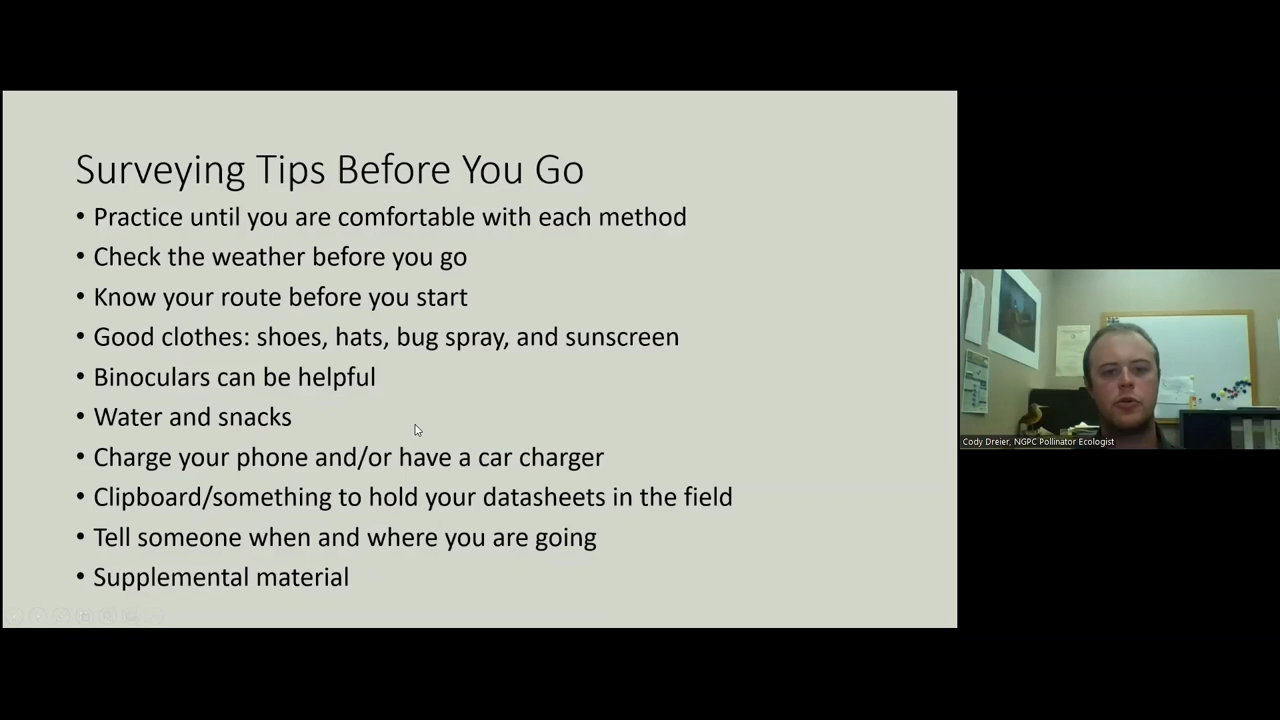 Surveying Tips Before You Go
• Practice until you are comfortable with each method
• Check the weather before you go
• Know your route before you start
• Good clothes: shoes, hats, bug spray, and sunscreen
• Binoculars can be helpful
• Water and snacks
• Charge your phone and/or have a car charger
• Clipboard/something to hold your datasheets in the field
• Tell someone when and where you are going
• Supplemental material
Cody Dreier, NGPC Pollinator Ecologist